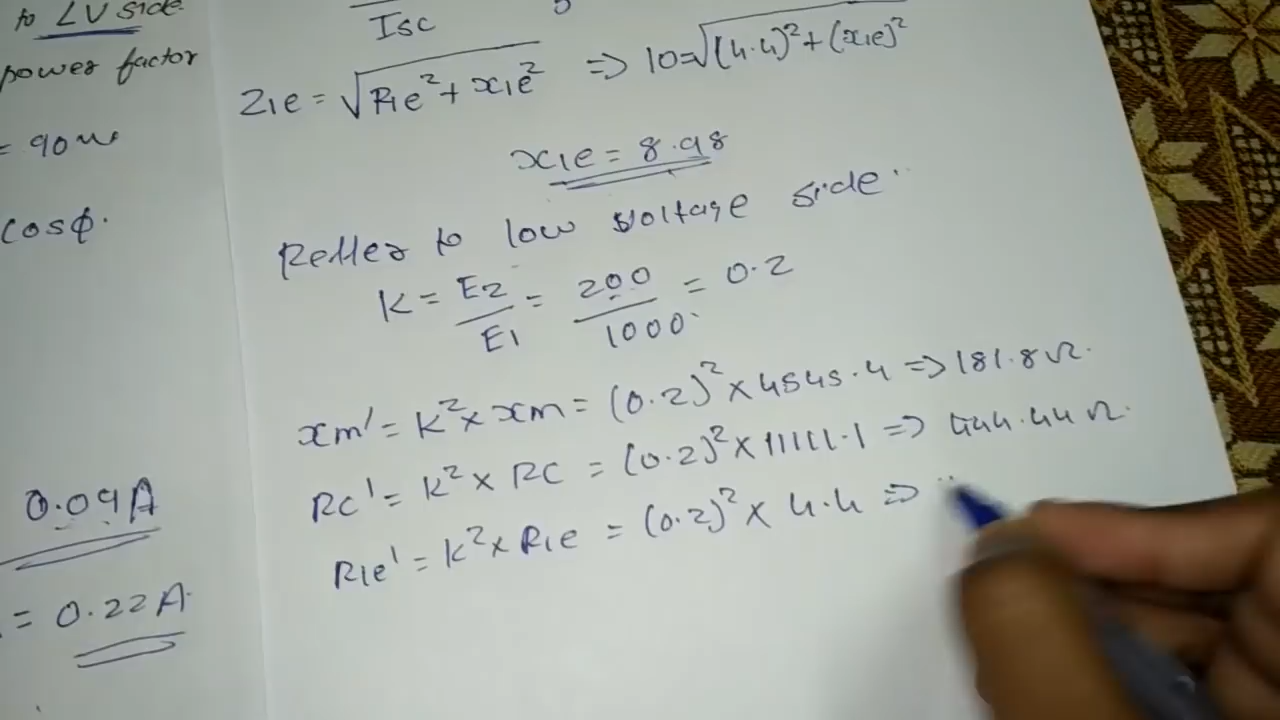 to LV side.
power factor
= 90W
cosφ.
0.09A
= 0.22A
Isc
Z1e = √R1e² + x1e² => 10 = √(4.4)² + (x1e)²
x1e = 8.98
Reffer to low voltage side.
K = E2/E1 = 200/1000 = 0.2
xm' = K² x xm = (0.2)² x 4545.4 => 181.8 Ω.
RC' = K² x RC = (0.2)² x 11111.1 => 444.44 Ω.
R1e' = K² x R1e = (0.2)² x 4.4 =>